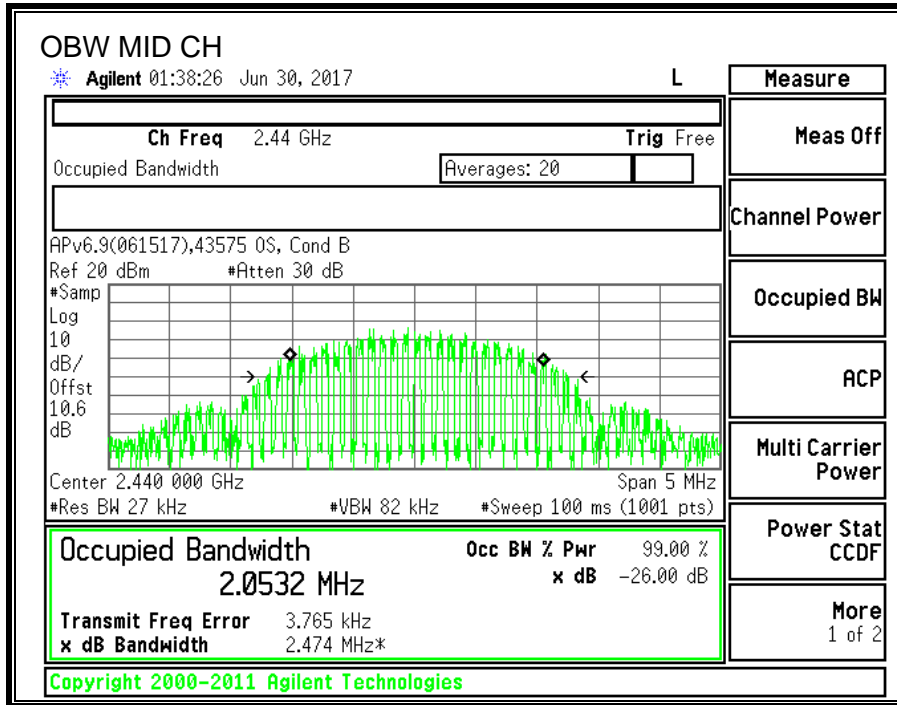 OBW MID CH
Agilent 01:38:26 Jun 30, 2017 L
Measure
Ch Freq 2.44 GHz Trig Free
Occupied Bandwidth Averages: 20
APv6.9(061517),43575 OS, Cond B
Ref 20 dBm #Atten 30 dB
#Samp
Log
10
dB/
Offst
10.6
dB
Center 2.440 000 GHz Span 5 MHz
#Res BW 27 kHz #VBW 82 kHz #Sweep 100 ms (1001 pts)
Occupied Bandwidth Occ BW % Pwr 99.00 %
2.0532 MHz x dB -26.00 dB
Transmit Freq Error 3.765 kHz
x dB Bandwidth 2.474 MHz*
Copyright 2000-2011 Agilent Technologies
Meas Off
Channel Power
Occupied BW
ACP
Multi Carrier
Power
Power Stat
CCDF
More
1 of 2